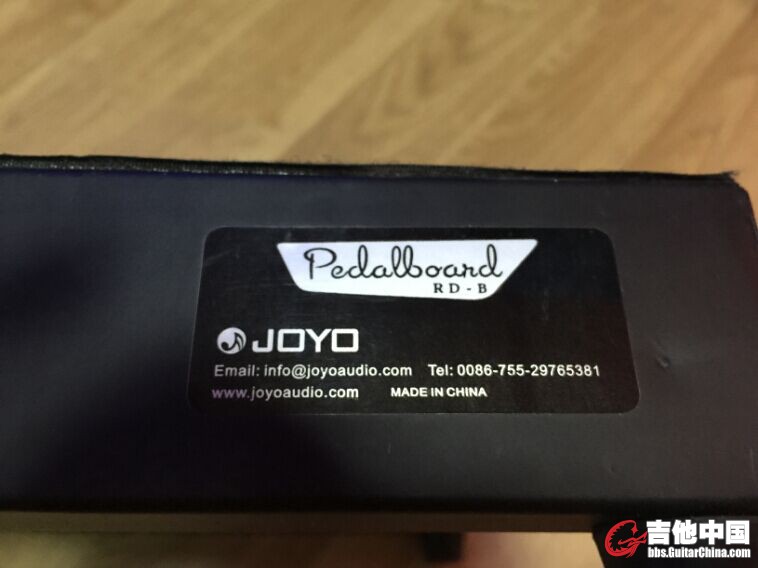 Pedalboard
RD-B
JOYO
Email: info@joyoaudio.com Tel: 0086-755-29765381
www.joyoaudio.com MADE IN CHINA
吉他中国
bbs.GuitarChina.com